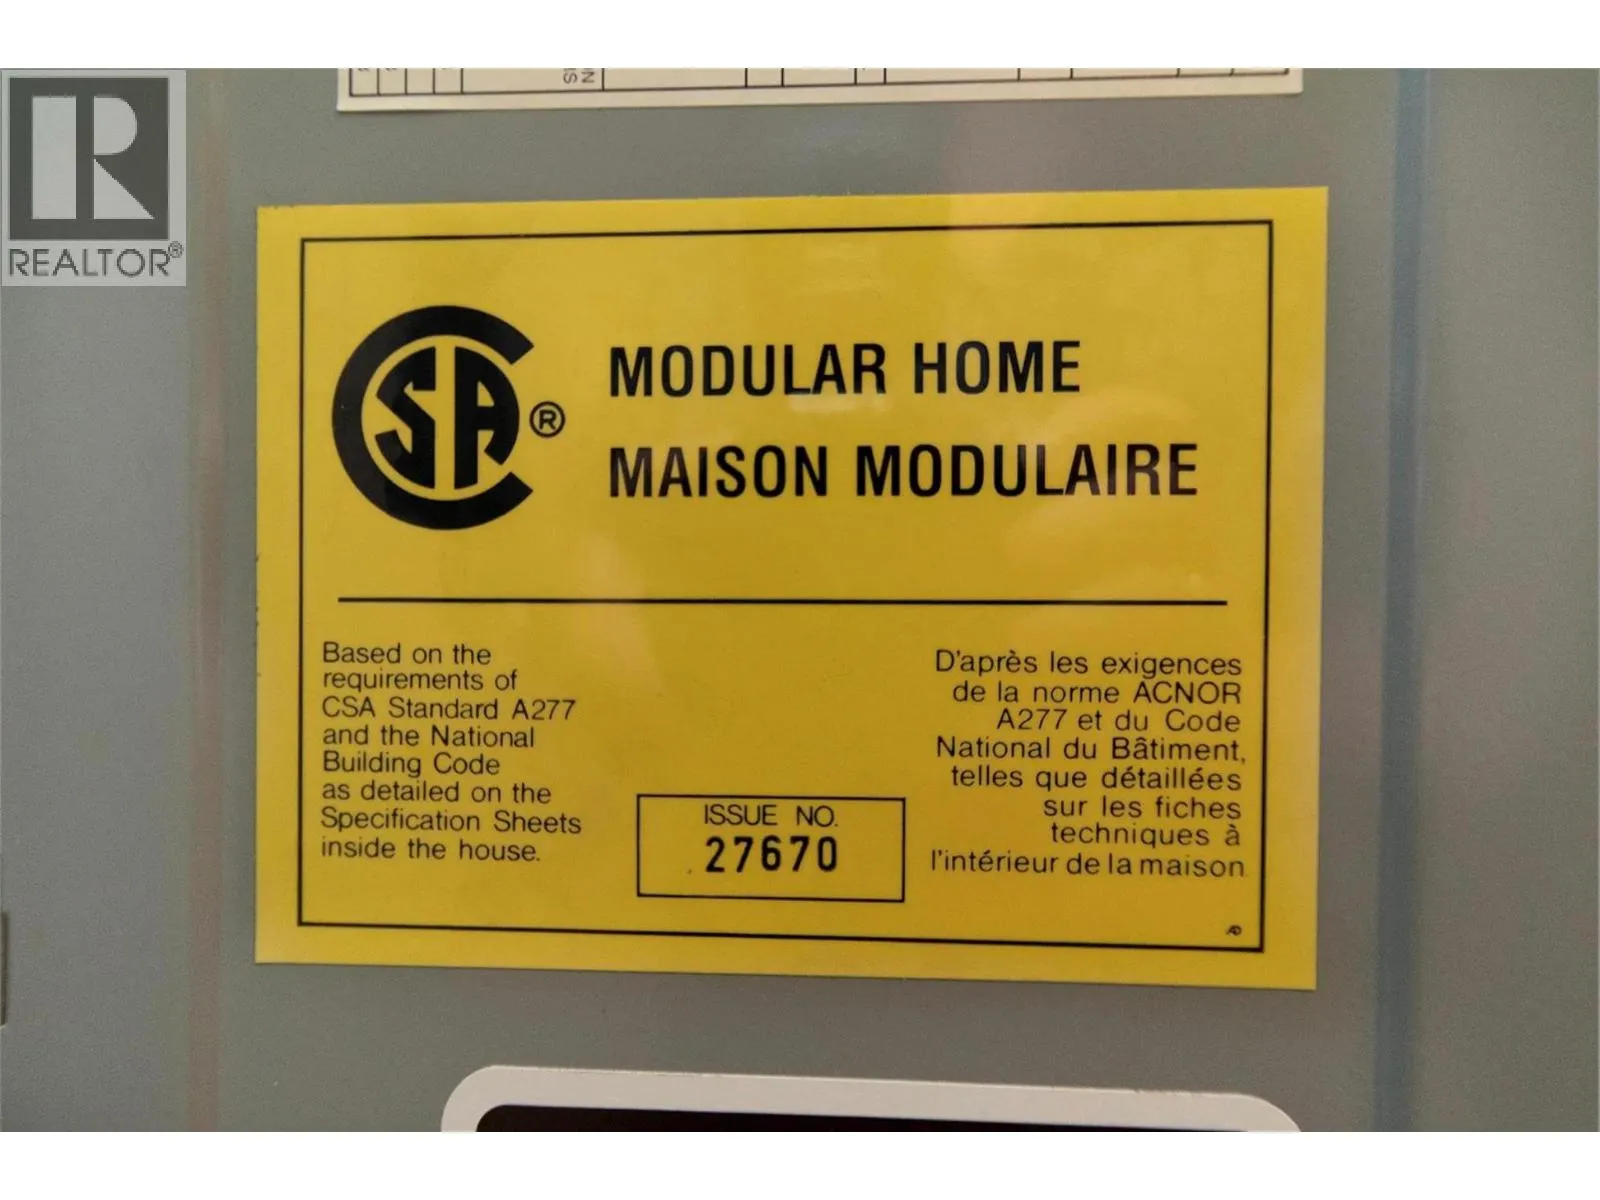 REALTOR®
CSA®
MODULAR HOME
MAISON MODULAIRE
Based on the
requirements of
CSA Standard A277
and the National
Building Code
as detailed on the
Specification Sheets
inside the house.
ISSUE NO.
27670
D'après les exigences
de la norme ACNOR
A277 et du Code
National du Bâtiment,
telles que détaillées
sur les fiches
techniques à
l'intérieur de la maison